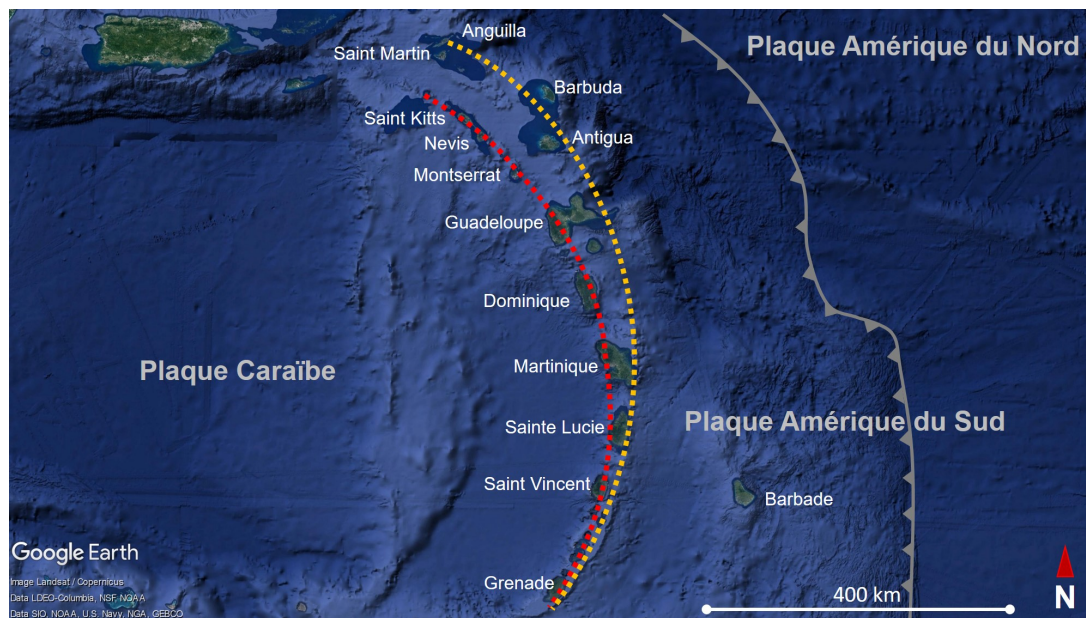 Anguilla
Plaque Amérique du Nord
Saint Martin
Barbuda
Saint Kitts
Antigua
Nevis
Montserrat
Guadeloupe
Dominique
Plaque Caraïbe
Martinique
Plaque Amérique du Sud
Sainte Lucie
Saint Vincent
Barbade
Google Earth
Image Landsat / Copernicus
Data LDEO-Columbia, NSF, NOAA
Data SIO, NOAA, U.S. Navy, NGA, GEBCO
Grenade
400 km
N